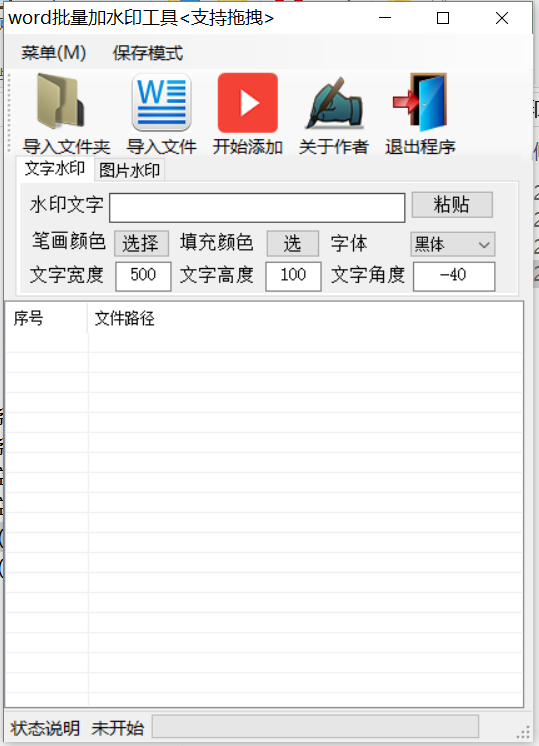 word批量加水印工具<支持拖拽>
菜单(M) 保存模式
导入文件夹 导入文件 开始添加 关于作者 退出程序
文字水印 图片水印
水印文字 粘贴
笔画颜色 选择 填充颜色 选 字体 黑体
文字宽度 500 文字高度 100 文字角度 -40
序号 文件路径
状态说明 未开始